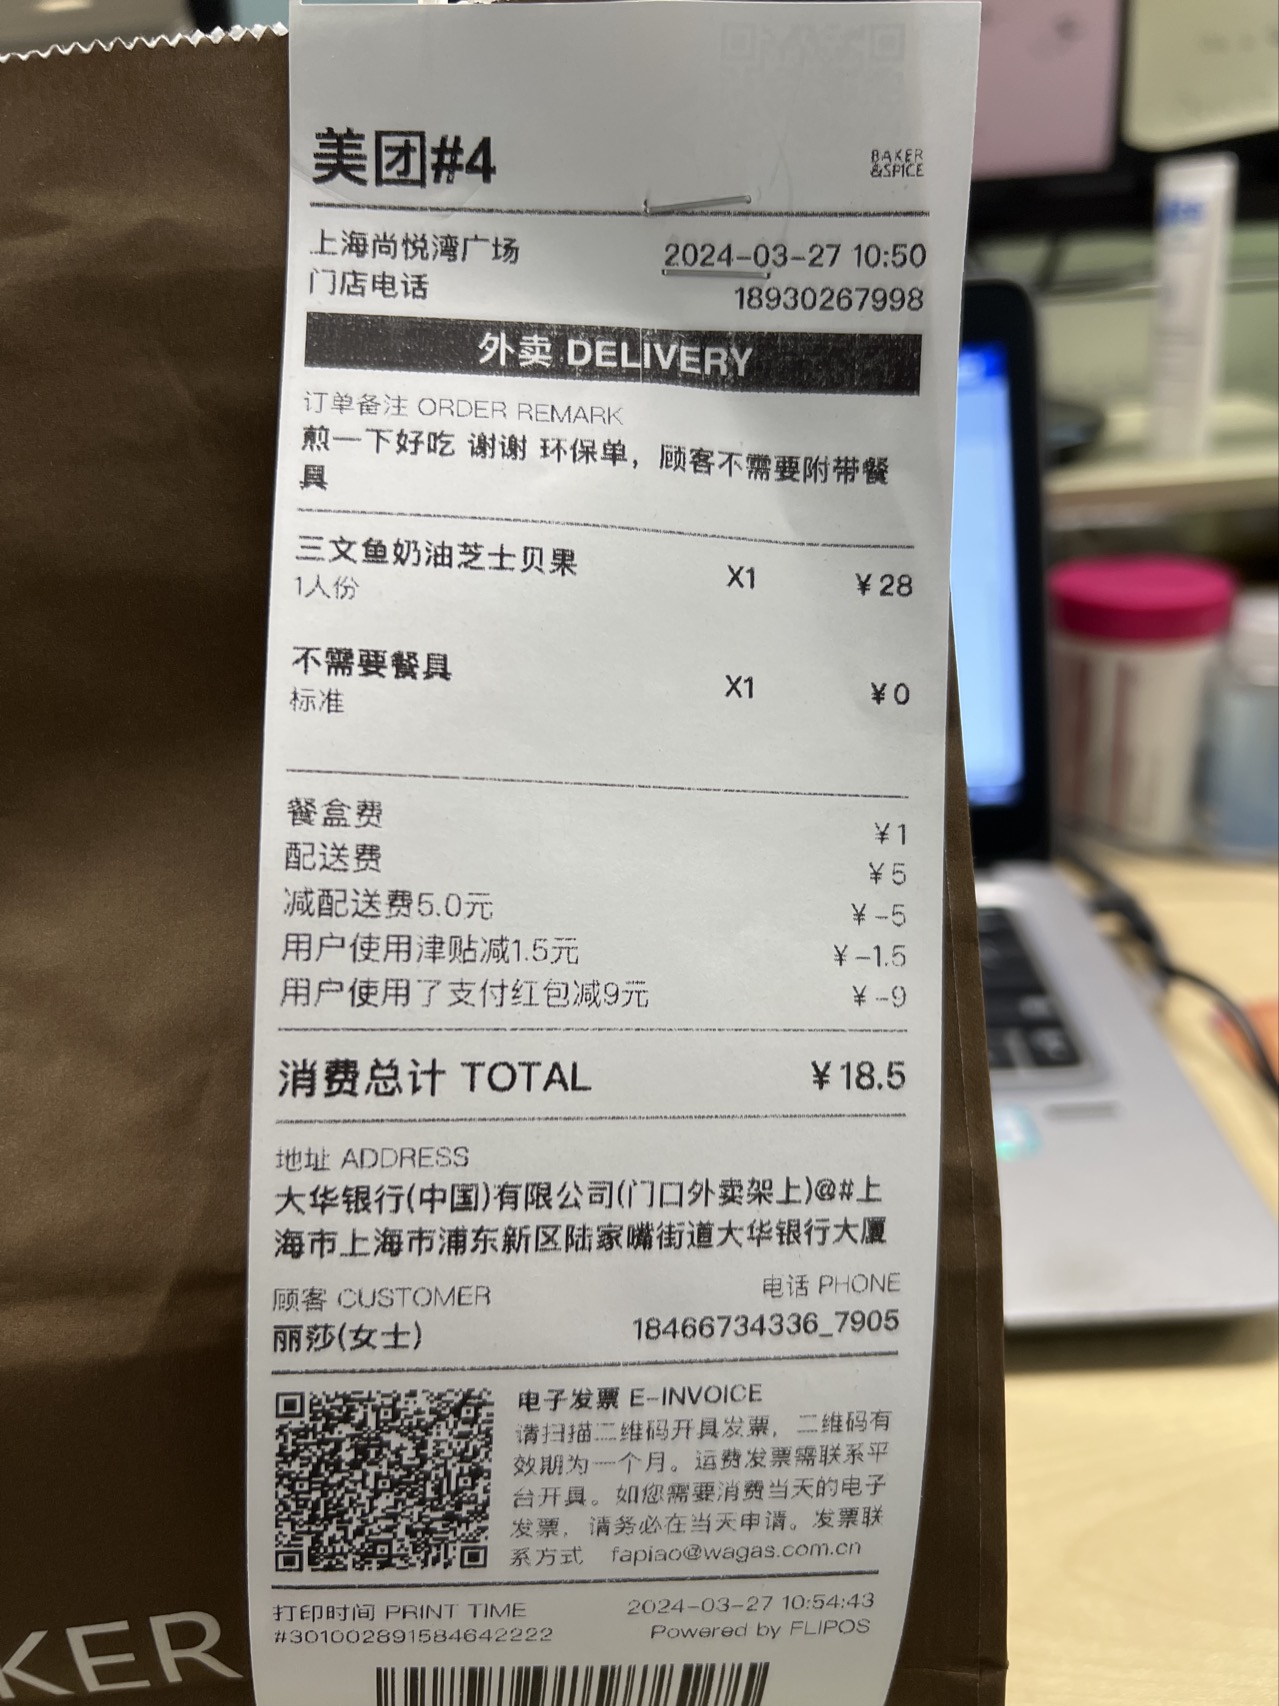 美团#4
BAKER
&SPICE
上海尚悦湾广场 2024-03-27 10:50
门店电话 18930267998
外卖 DELIVERY
订单备注 ORDER REMARK
煎一下好吃 谢谢 环保单，顾客不需要附带餐
具
三文鱼奶油芝士贝果 X1 ¥28
1人份
不需要餐具 X1 ¥0
标准
餐盒费 ¥1
配送费 ¥5
减配送费5.0元 ¥-5
用户使用津贴减1.5元 ¥-1.5
用户使用了支付红包减9元 ¥-9
消费总计 TOTAL ¥18.5
地址 ADDRESS
大华银行(中国)有限公司(门口外卖架上)@#上
海市上海市浦东新区陆家嘴街道大华银行大厦
顾客 CUSTOMER 电话 PHONE
丽莎(女士) 18466734336_7905
电子发票 E-INVOICE
请扫描二维码开具发票，二维码有
效期为一个月。运费发票需联系平
台开具。如您需要消费当天的电子
发票，请务必在当天申请。发票联
系方式 fapiao@wagas.com.cn
打印时间 PRINT TIME 2024-03-27 10:54:43
#301002891584642222 Powered by FLIPOS
KER